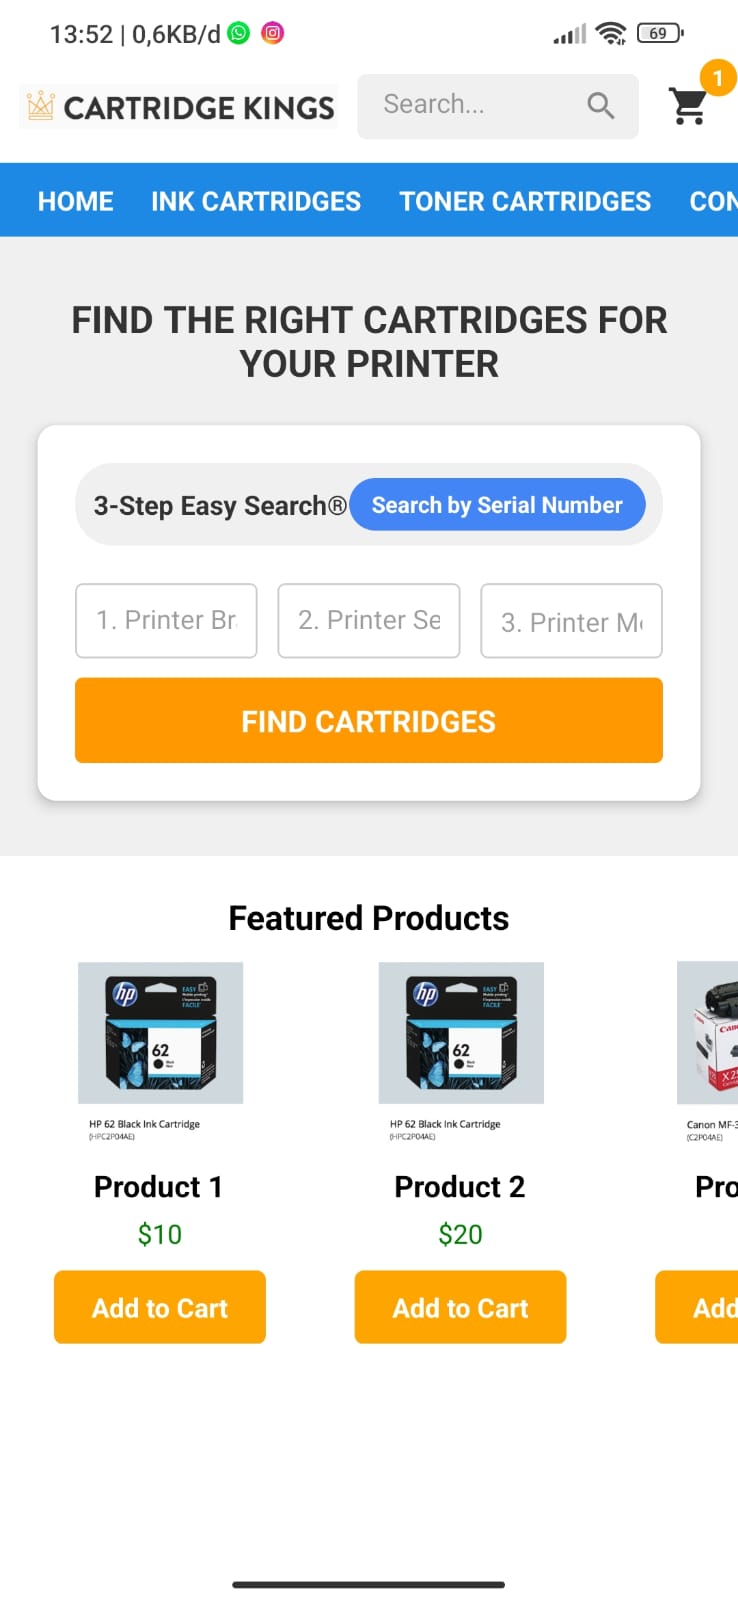 13:52 | 0,6KB/d
69
1
CARTRIDGE KINGS
Search...
HOME INK CARTRIDGES TONER CARTRIDGES CON
FIND THE RIGHT CARTRIDGES FOR
YOUR PRINTER
3-Step Easy Search® Search by Serial Number
1. Printer Br
2. Printer Se
3. Printer M
FIND CARTRIDGES
Featured Products
hp EASY FACILE
62
hp EASY FACILE
62
HP 62 Black Ink Cartridge
(HPC2P04AE)
HP 62 Black Ink Cartridge
(HPC2P04AE)
Canon MF-3
(C2P04AE)
Product 1 Product 2 Pro
$10 $20
Add to Cart Add to Cart Add